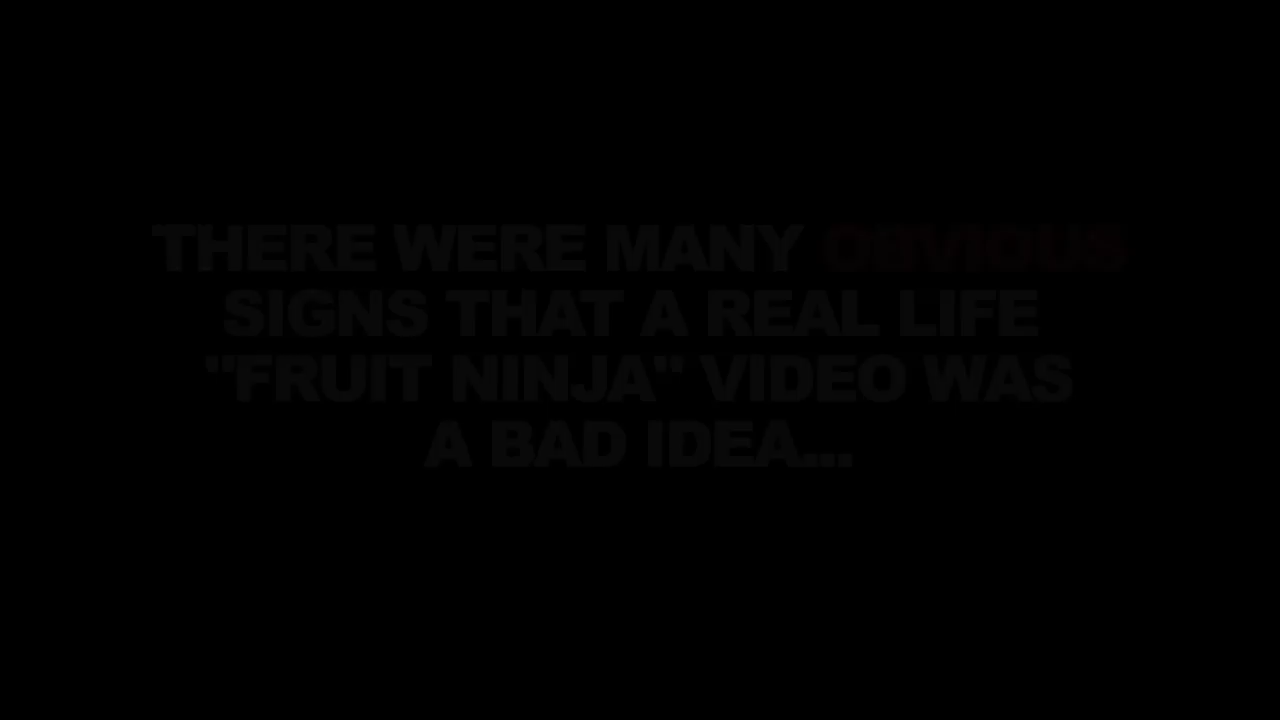 THERE WERE MANY OBVIOUS
SIGNS THAT A REAL LIFE
"FRUIT NINJA" VIDEO WAS
A BAD IDEA...